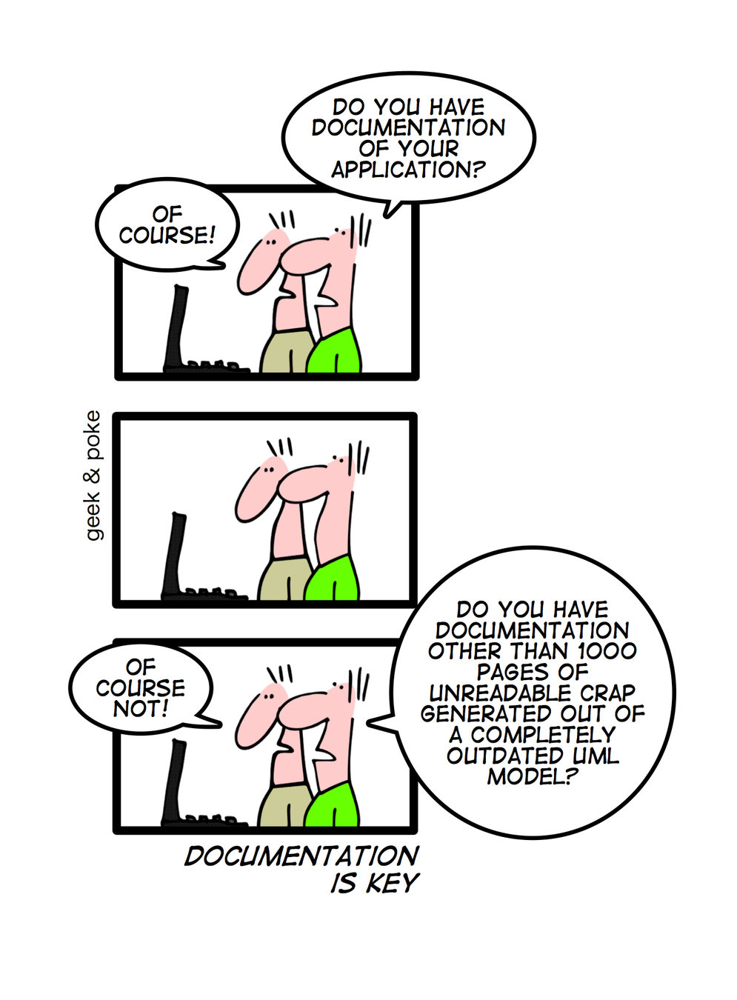 DO YOU HAVE
DOCUMENTATION
OF YOUR
APPLICATION?
OF
COURSE!
geek & poke
OF
COURSE
NOT!
DO YOU HAVE
DOCUMENTATION
OTHER THAN 1000
PAGES OF
UNREADABLE CRAP
GENERATED OUT OF
A COMPLETELY
OUTDATED UML
MODEL?
DOCUMENTATION
IS KEY